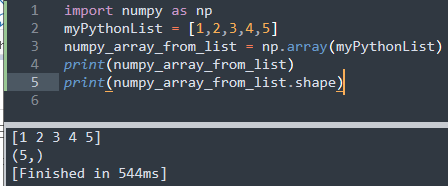 1 import numpy as np
2 myPythonList = [1,2,3,4,5]
3 numpy_array_from_list = np.array(myPythonList)
4 print(numpy_array_from_list)
5 print(numpy_array_from_list.shape)
6
[1 2 3 4 5]
(5,)
[Finished in 544ms]